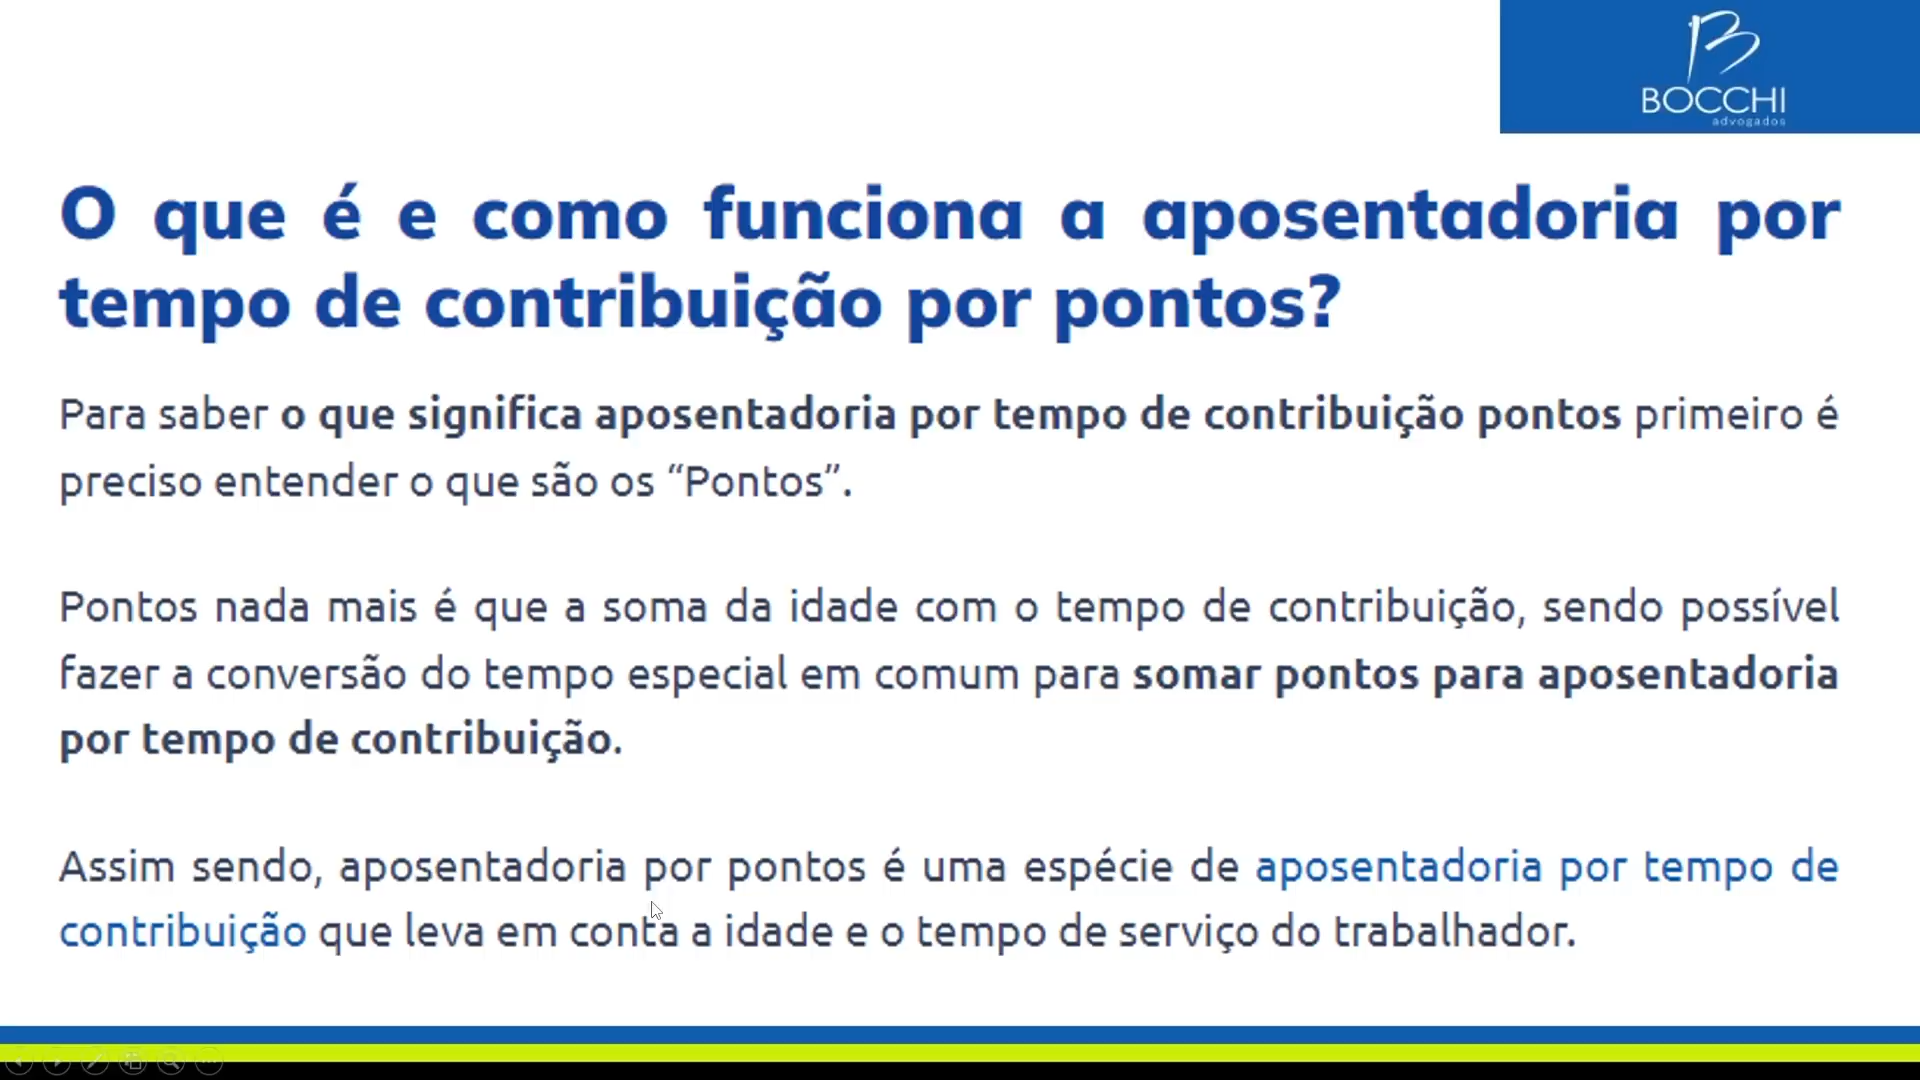 BOCCHI
advogados
O que é e como funciona a aposentadoria por
tempo de contribuição por pontos?
Para saber o que significa aposentadoria por tempo de contribuição pontos primeiro é
preciso entender o que são os “Pontos”.
Pontos nada mais é que a soma da idade com o tempo de contribuição, sendo possível
fazer a conversão do tempo especial em comum para somar pontos para aposentadoria
por tempo de contribuição.
Assim sendo, aposentadoria por pontos é uma espécie de aposentadoria por tempo de
contribuição que leva em conta a idade e o tempo de serviço do trabalhador.